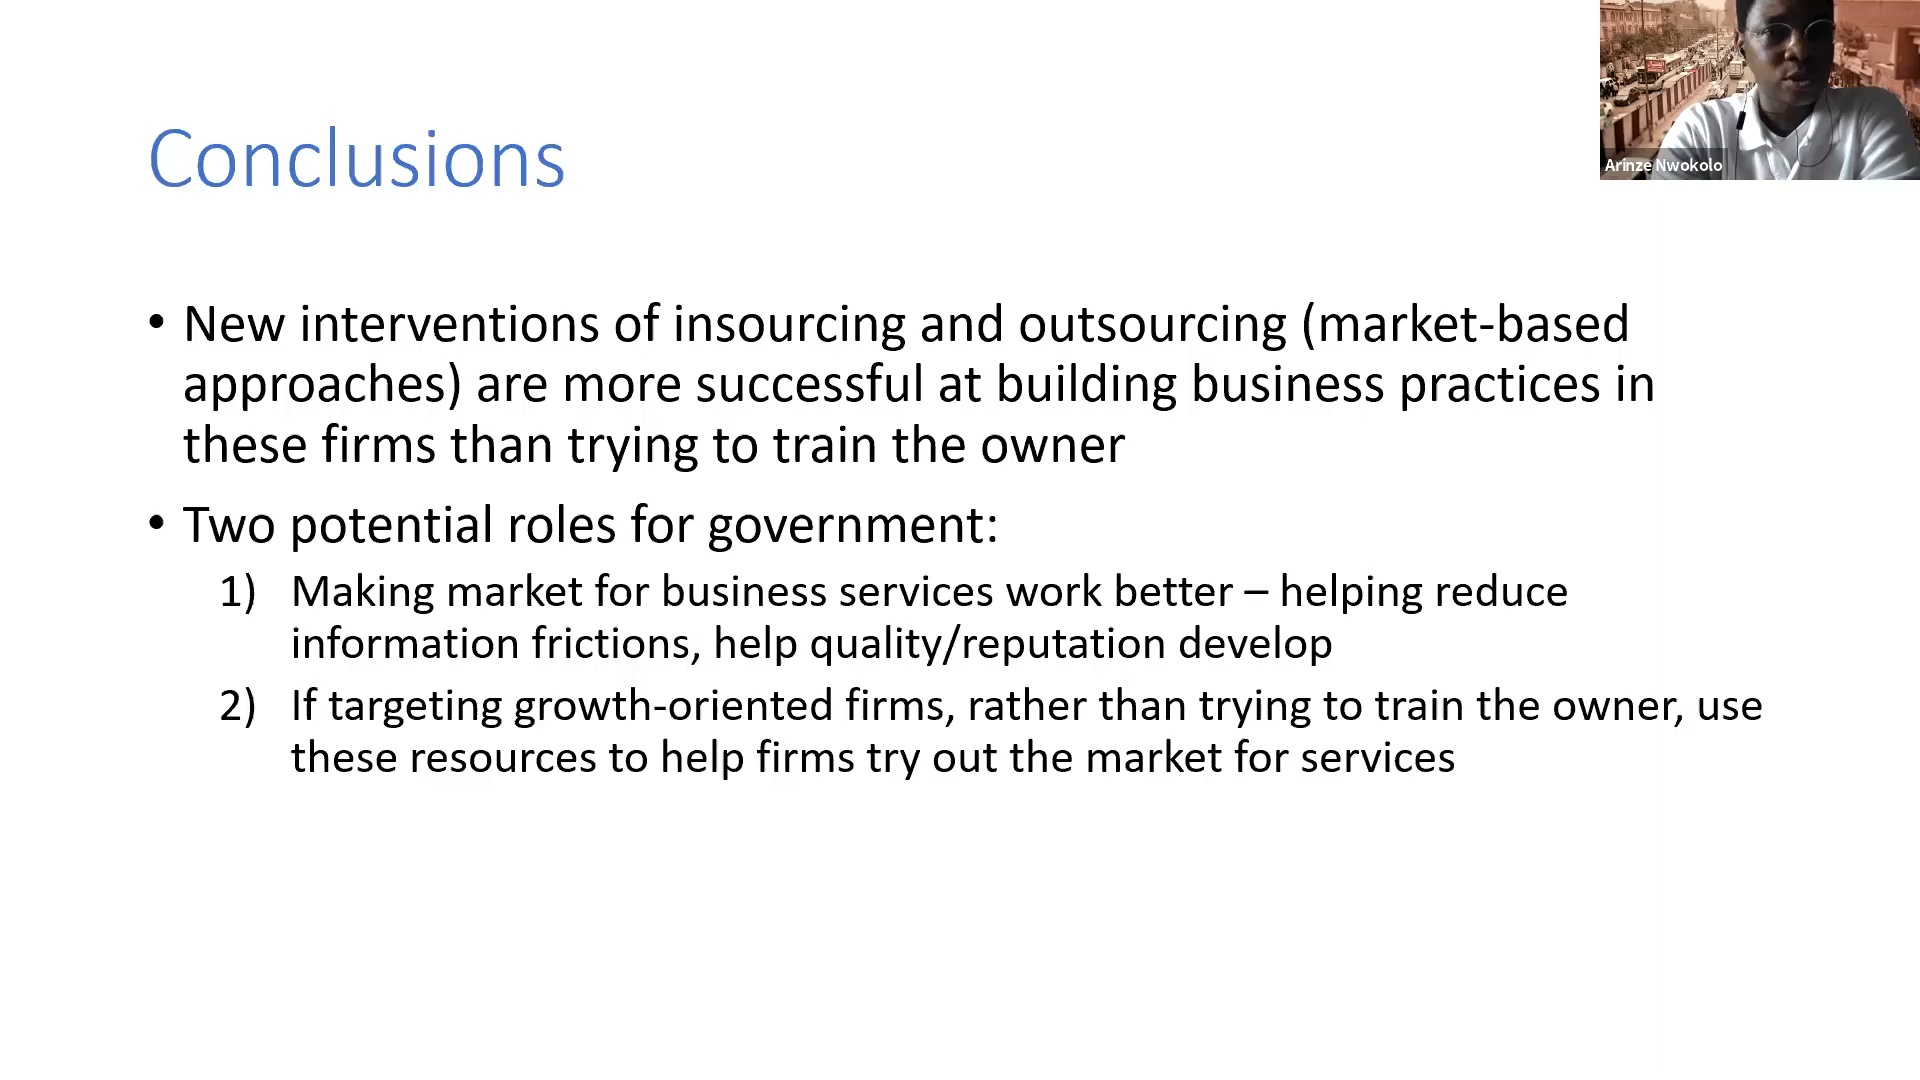 Conclusions
Arinze Nwokolo
• New interventions of insourcing and outsourcing (market-based
approaches) are more successful at building business practices in
these firms than trying to train the owner
• Two potential roles for government:
1) Making market for business services work better – helping reduce
information frictions, help quality/reputation develop
2) If targeting growth-oriented firms, rather than trying to train the owner, use
these resources to help firms try out the market for services